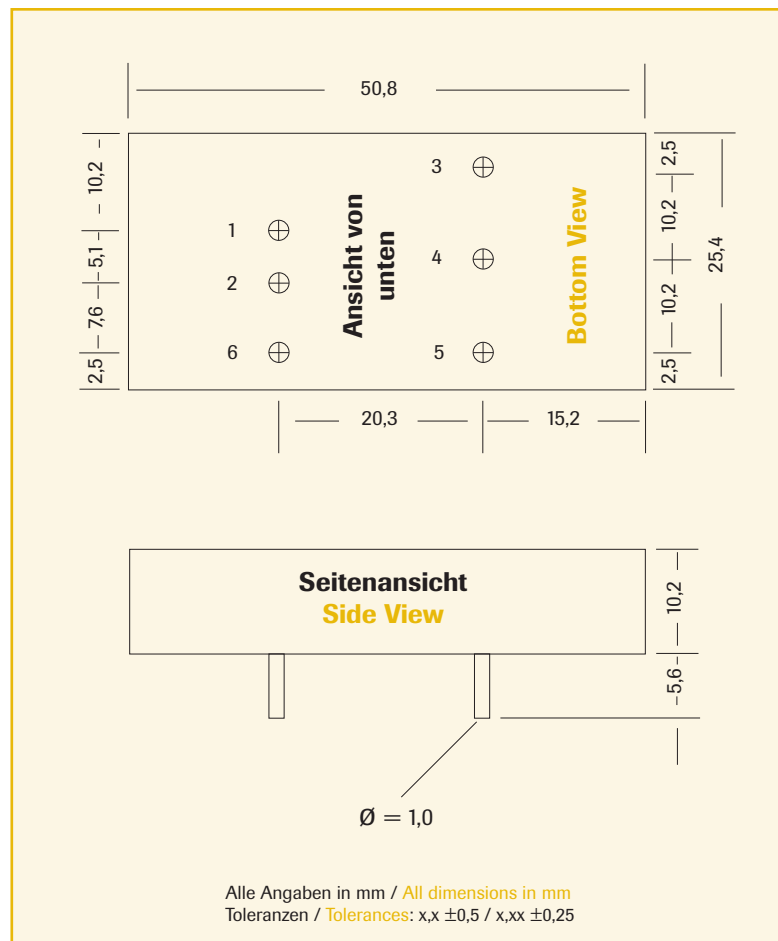 50,8
10,2
5,1
7,6
2,5
1
2
6
Ansicht von
unten
3
4
5
Bottom View
2,5
10,2
10,2
2,5
25,4
20,3
15,2
Seitenansicht
Side View
10,2
5,6
Ø = 1,0
Alle Angaben in mm / All dimensions in mm
Toleranzen / Tolerances: x,x ±0,5 / x,xx ±0,25